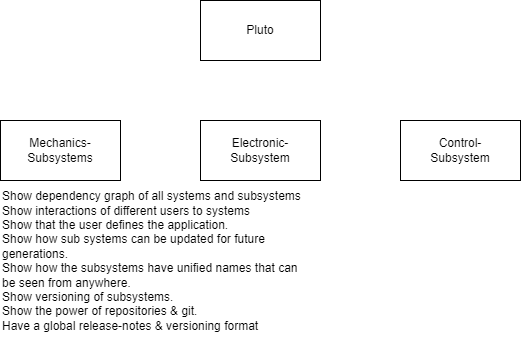 Pluto
Mechanics-
Subsystems
Electronic-
Subsystem
Control-
Subsystem
Show dependency graph of all systems and subsystems
Show interactions of different users to systems
Show that the user defines the application.
Show how sub systems can be updated for future
generations.
Show how the subsystems have unified names that can
be seen from anywhere.
Show versioning of subsystems.
Show the power of repositories & git.
Have a global release-notes & versioning format